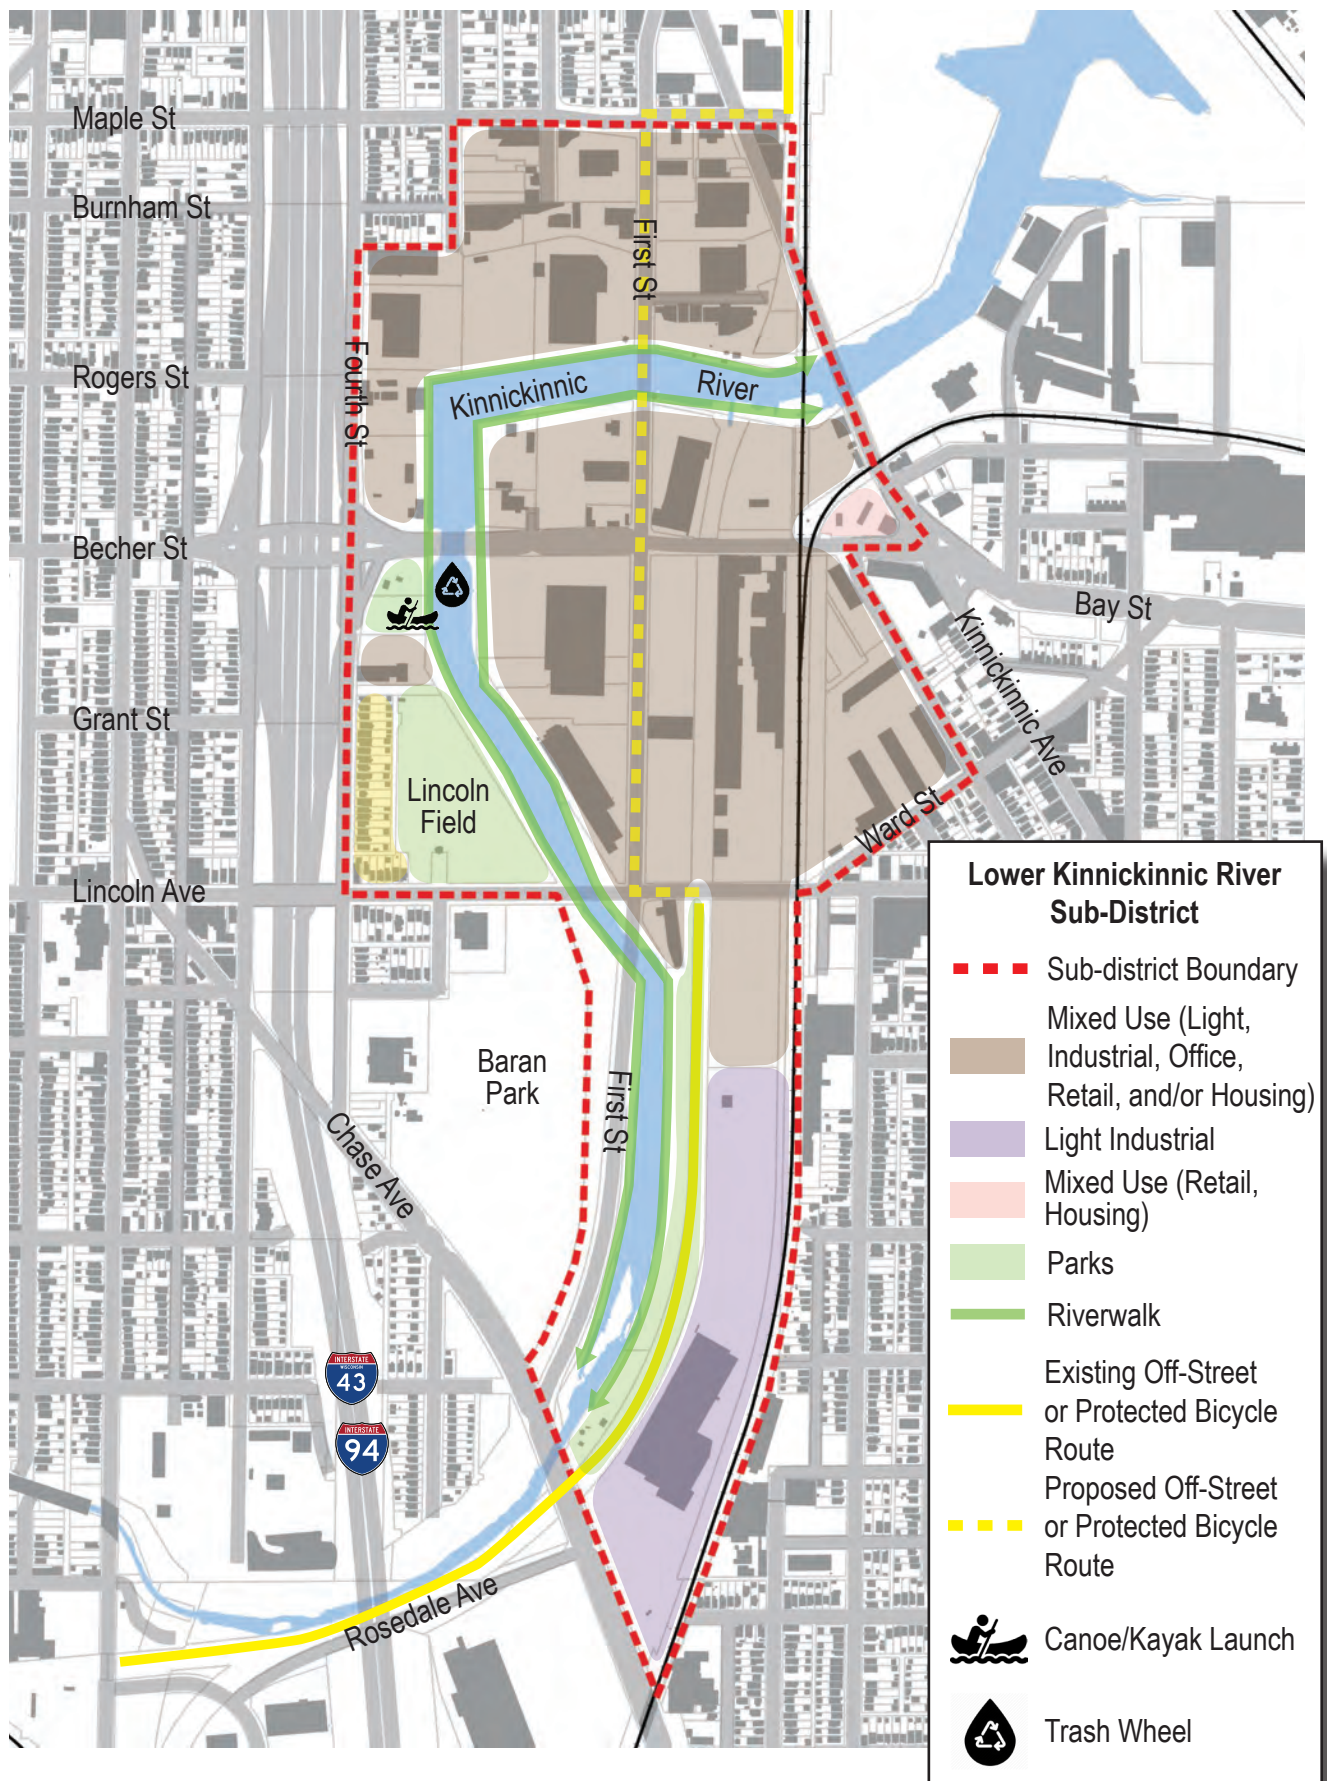 Maple St
Burnham St
First St
Rogers St
Fourth St
Kinnickinnic
River
Becher St
Bay St
Kinnickinnic Ave
Grant St
Lincoln
Field
Ward St
Lincoln Ave
Baran
Park
First St
Chase Ave
INTERSTATE
WISCONSIN
43
INTERSTATE
94
Rosedale Ave
Lower Kinnickinnic River
Sub-District
Sub-district Boundary
Mixed Use (Light,
Industrial, Office,
Retail, and/or Housing)
Light Industrial
Mixed Use (Retail,
Housing)
Parks
Riverwalk
Existing Off-Street
or Protected Bicycle
Route
Proposed Off-Street
or Protected Bicycle
Route
Canoe/Kayak Launch
Trash Wheel